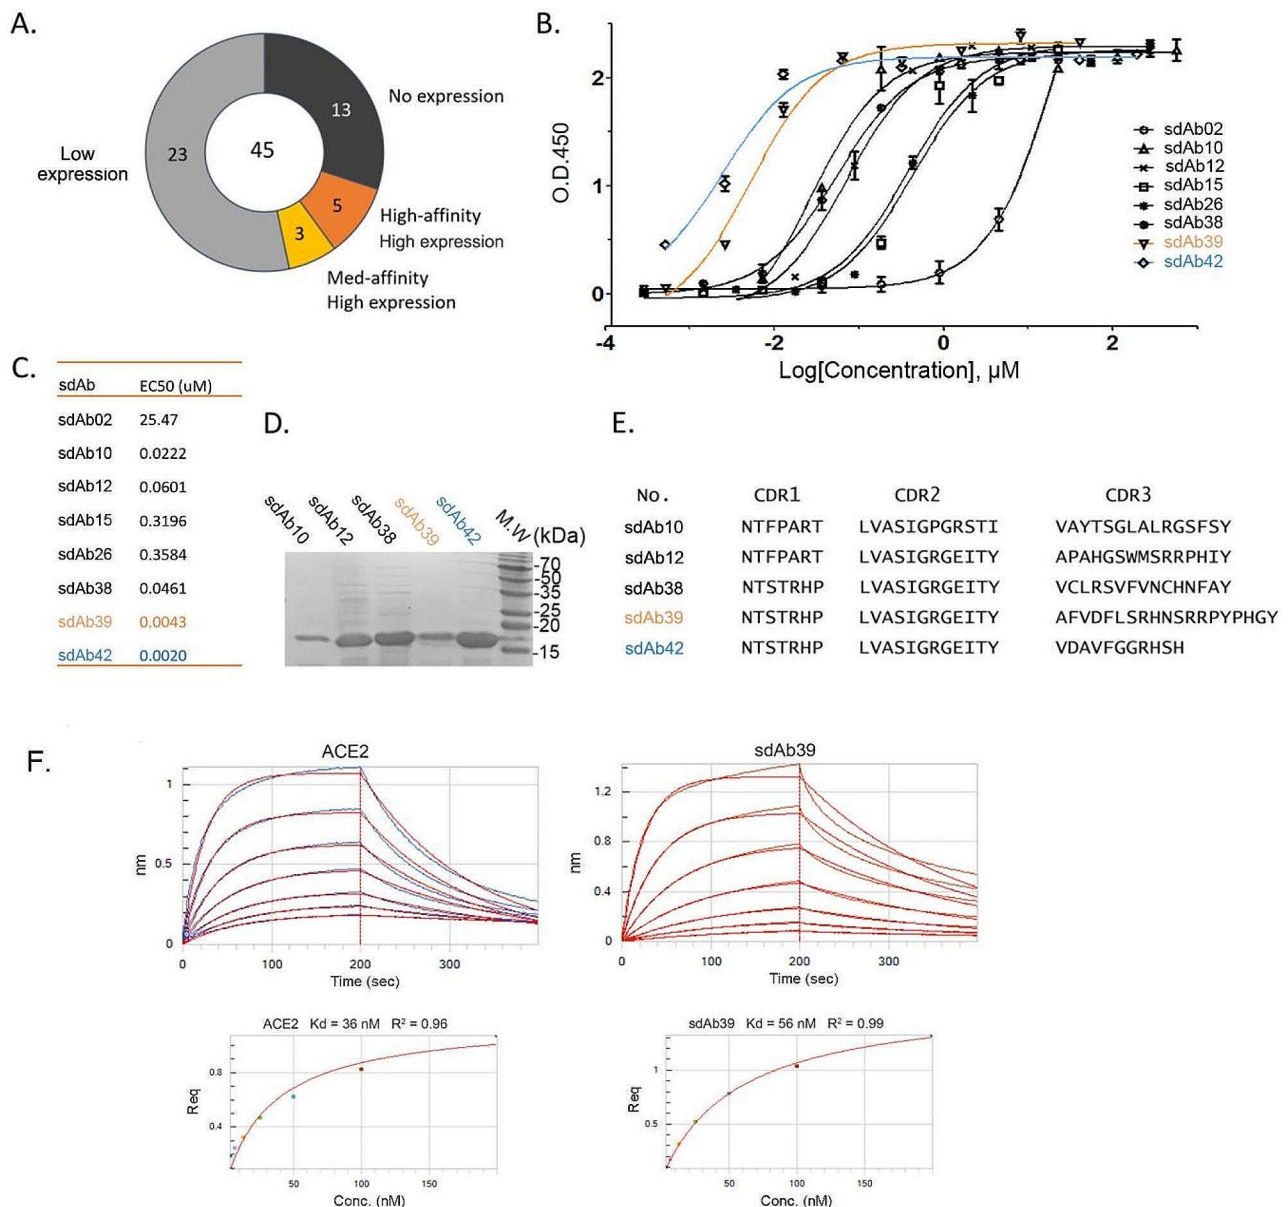 A.
No expression
13
Low
expression
23
45
5
3
High-affinity
High expression
Med-affinity
High expression
B.
O.D.450
2
1
0
-4
-2
0
2
Log[Concentration], µM
sdAb02
sdAb10
sdAb12
sdAb15
sdAb26
sdAb38
sdAb39
sdAb42
C.
sdAb EC50 (uM)
sdAb02 25.47
sdAb10 0.0222
sdAb12 0.0601
sdAb15 0.3196
sdAb26 0.3584
sdAb38 0.0461
sdAb39 0.0043
sdAb42 0.0020
D.
sdAb10
sdAb12
sdAb38
sdAb39
sdAb42
M.W (kDa)
-70
-50
-35
-25
-20
-15
E.
No. CDR1 CDR2 CDR3
sdAb10 NTFPART LVASIGPGRSTI VAYTSGLALRGSFSY
sdAb12 NTFPART LVASIGRGEITY APAHGSWMSRRPHIY
sdAb38 NTSTRHP LVASIGRGEITY VCLRSVFVNCHNFAY
sdAb39 NTSTRHP LVASIGRGEITY AFVDFLSRHNSRRPYPHGY
sdAb42 NTSTRHP LVASIGRGEITY VDAVFGGRHSH
F.
ACE2
nm
1
0.5
0
0 100 200 300
Time (sec)
sdAb39
nm
1.2
0.8
0.4
0
0 100 200 300
Time (sec)
ACE2 Kd = 36 nM R² = 0.96
Req
0.8
0.4
50 100 150
Conc. (nM)
sdAb39 Kd = 56 nM R² = 0.99
Req
1
0.5
50 100 150
Conc. (nM)